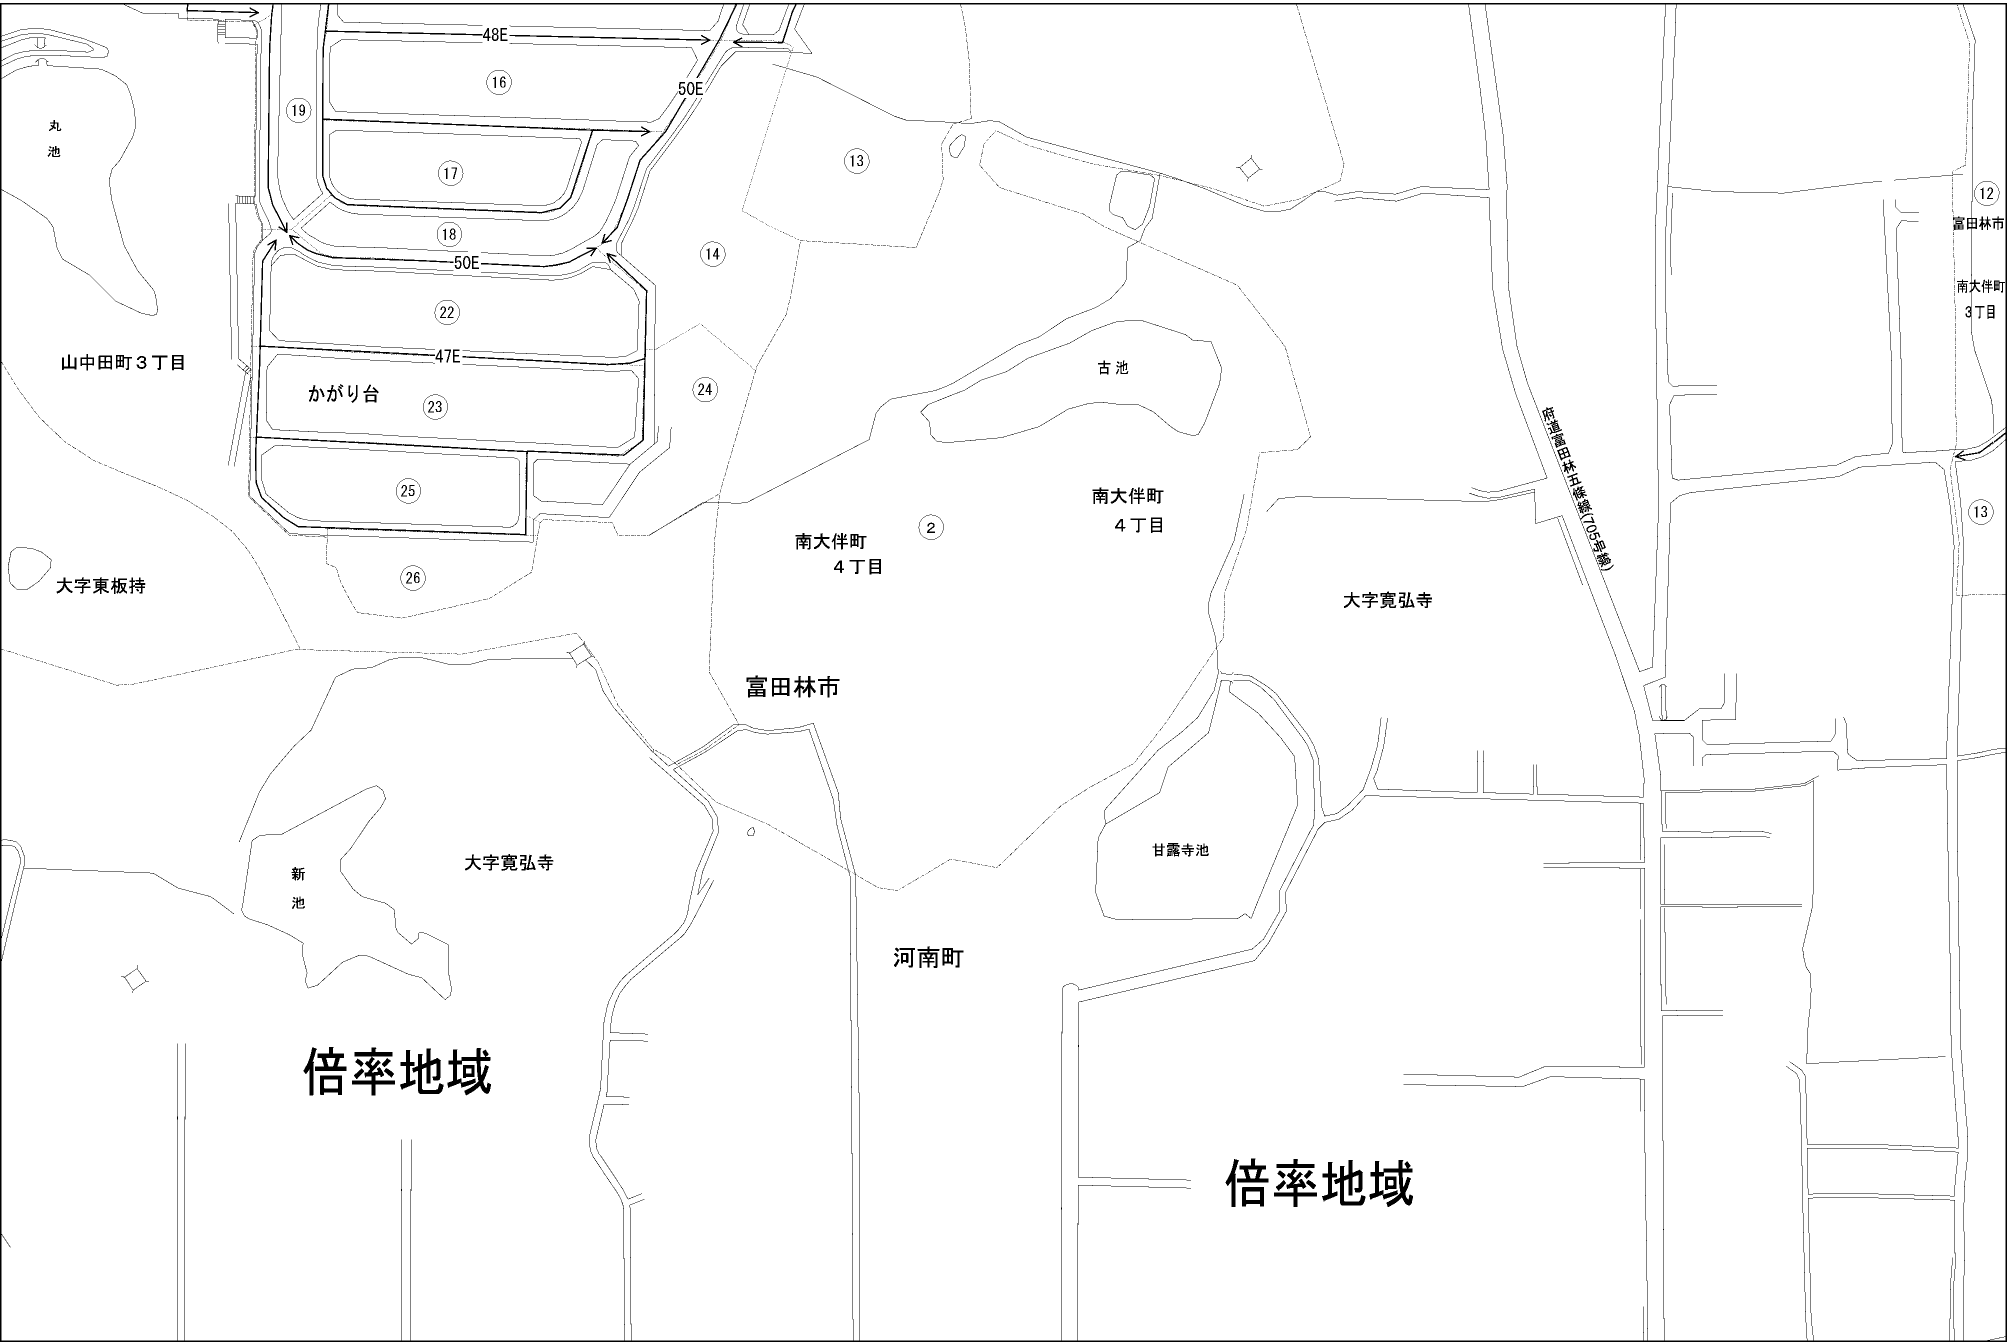 48E
16
50E
19
丸池
13
17
12
富田林市
18
14
50E
南大伴町
3丁目
22
47E
山中田町3丁目
古池
かがり台
24
23
府道富田林五條線(705号線)
25
南大伴町
4丁目
2
13
南大伴町
4丁目
26
大字東板持
大字寛弘寺
富田林市
甘露寺池
大字寛弘寺
新池
河南町
倍率地域
倍率地域